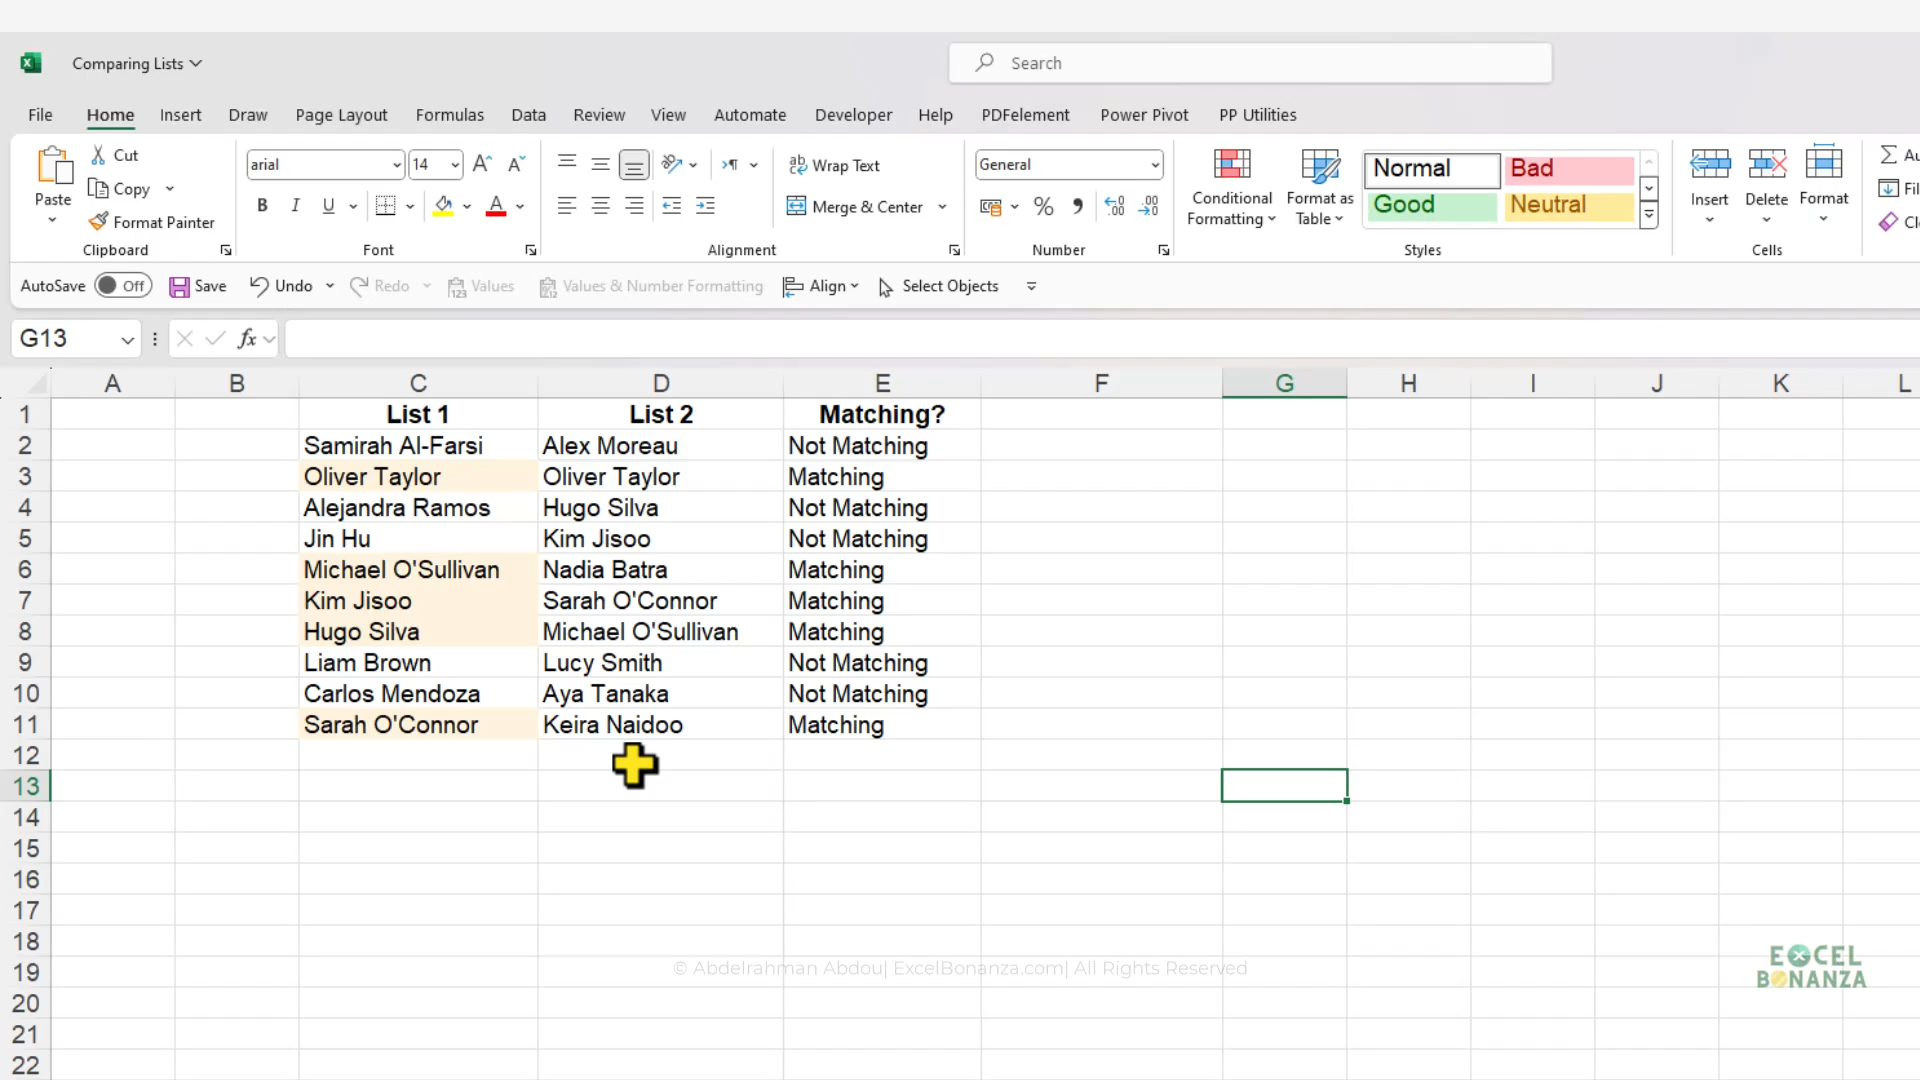 Comparing Lists
Search
File Home Insert Draw Page Layout Formulas Data Review View Automate Developer Help PDFelement Power Pivot PP Utilities
Paste
Cut
Copy
Format Painter
Clipboard
arial 14
B I U
Font
Wrap Text
Merge & Center
Alignment
General
Number
Conditional Formatting
Format as Table
Normal Bad
Good Neutral
Styles
Insert Delete Format
Cells
AutoSave Off Save Undo Redo Values Values & Number Formatting Align Select Objects
G13 fx
A B C D E F G H I J K L
1 List 1 List 2 Matching?
2 Samirah Al-Farsi Alex Moreau Not Matching
3 Oliver Taylor Oliver Taylor Matching
4 Alejandra Ramos Hugo Silva Not Matching
5 Jin Hu Kim Jisoo Not Matching
6 Michael O'Sullivan Nadia Batra Matching
7 Kim Jisoo Sarah O'Connor Matching
8 Hugo Silva Michael O'Sullivan Matching
9 Liam Brown Lucy Smith Not Matching
10 Carlos Mendoza Aya Tanaka Not Matching
11 Sarah O'Connor Keira Naidoo Matching
12
13
14
15
16
17
18
19
20
21
22
© Abdelrahman Abdou| ExcelBonanza.com| All Rights Reserved
EXCEL
BONANZA